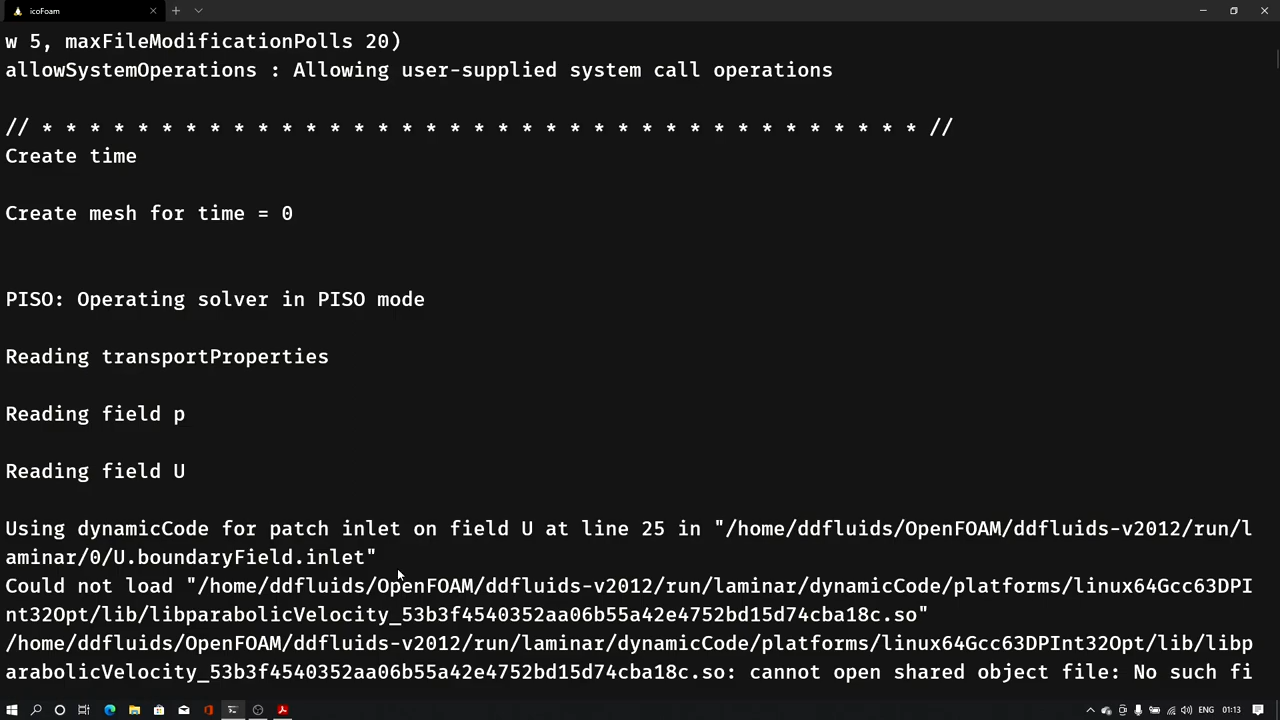 icoFoam
w 5, maxFileModificationPolls 20)
allowSystemOperations : Allowing user-supplied system call operations
// * * * * * * * * * * * * * * * * * * * * * * * * * * * * * * * * * * * * * //
Create time
Create mesh for time = 0
PISO: Operating solver in PISO mode
Reading transportProperties
Reading field p
Reading field U
Using dynamicCode for patch inlet on field U at line 25 in "/home/ddfluids/OpenFOAM/ddfluids-v2012/run/l
aminar/0/U.boundaryField.inlet"
Could not load "/home/ddfluids/OpenFOAM/ddfluids-v2012/run/laminar/dynamicCode/platforms/linux64Gcc63DPI
nt32Opt/lib/libparabolicVelocity_53b3f4540352aa06b55a42e4752bd15d74cba18c.so"
/home/ddfluids/OpenFOAM/ddfluids-v2012/run/laminar/dynamicCode/platforms/linux64Gcc63DPInt32Opt/lib/libp
arabolicVelocity_53b3f4540352aa06b55a42e4752bd15d74cba18c.so: cannot open shared object file: No such fi
ENG 01:13